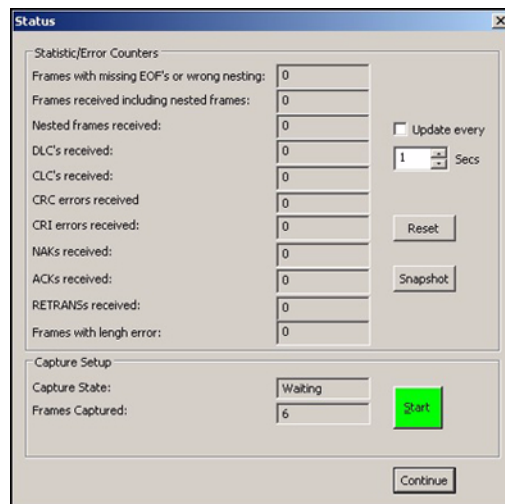 Status
Statistic/Error Counters
Frames with missing EOF's or wrong nesting: 0
Frames received including nested frames: 0
Nested frames received: 0
Update every
DLC's received: 0
1 Secs
CLC's received: 0
CRC errors received 0
CRI errors received: 0
Reset
NAKs received: 0
ACKs received: 0
Snapshot
RETRANSs received: 0
Frames with lengh error: 0
Capture Setup
Capture State: Waiting
Start
Frames Captured: 6
Continue